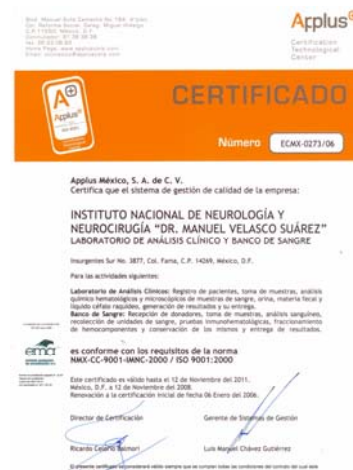 Applus⊕
Certification
Technological
Center
A+
Applus⊕
CERTIFICADO
Número ECMX-0273/06
Applus México, S. A. de C. V.
Certifica que el sistema de gestión de calidad de la empresa:
INSTITUTO NACIONAL DE NEUROLOGÍA Y
NEUROCIRUGÍA “DR. MANUEL VELASCO SUÁREZ”
LABORATORIO DE ANÁLISIS CLÍNICO Y BANCO DE SANGRE
Insurgentes Sur No. 3877, Col. Fama, C.P. 14269, México, D.F.
Para las actividades siguientes:
Laboratorio de Análisis Clínicos: Registro de pacientes, toma de muestras, análisis
químico hematológicos y microscópicos de muestras de sangre, orina, materia fecal y
líquido céfalo raquídeo, generación de resultados y su entrega.
Banco de Sangre: Recepción de donadores, toma de muestras, análisis sanguíneos,
recolección de unidades de sangre, pruebas inmunohematológicas, fraccionamiento
de hemocomponentes y conservación de los mismos y entrega de resultados.
ema
es conforme con los requisitos de la norma
NMX-CC-9001-IMNC-2000 / ISO 9001:2000
Este certificado es válido hasta el 12 de Noviembre del 2011.
México, D.F. a 12 de Noviembre del 2008.
Renovación a la certificación inicial de fecha 06 Enero del 2006.
Director de Certificación Gerente de Sistemas de Gestión
Ricardo Balmori Luis Manuel Chávez Gutiérrez